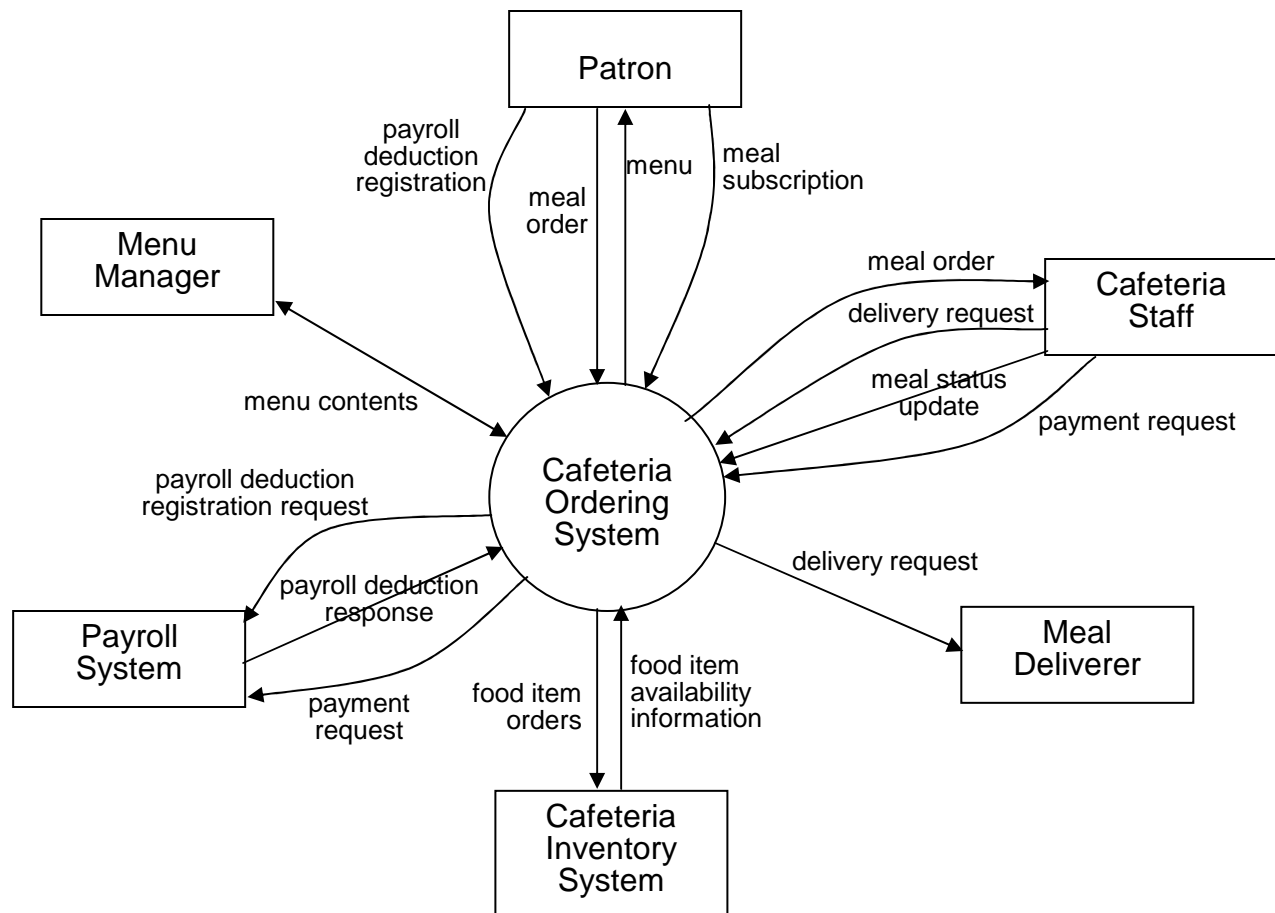 Patron
payroll
deduction
registration
meal
order
menu
meal
subscription
Menu
Manager
meal order
Cafeteria
Staff
delivery request
meal status
update
payment request
menu contents
Cafeteria
Ordering
System
payroll deduction
registration request
payroll deduction
response
delivery request
Payroll
System
Meal
Deliverer
payment
request
food item
orders
food item
availability
information
Cafeteria
Inventory
System